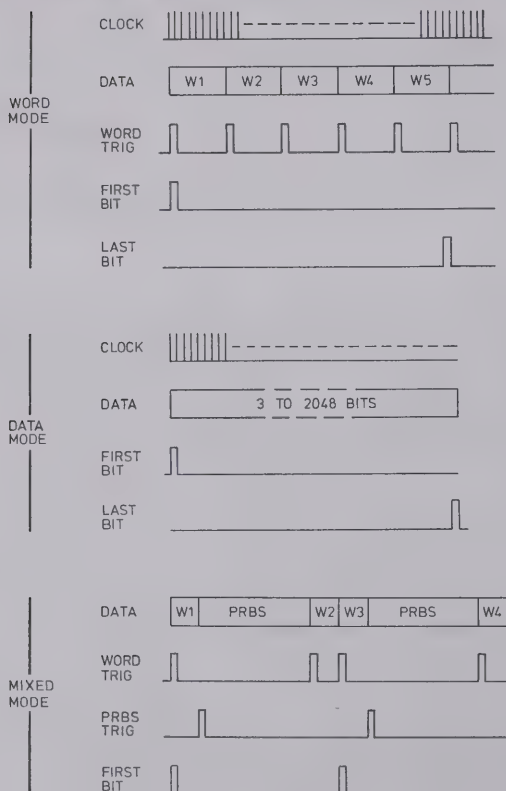 CLOCK
DATA W1 W2 W3 W4 W5
WORD
MODE
WORD
TRIG
FIRST
BIT
LAST
BIT
CLOCK
DATA 3 TO 2048 BITS
DATA
MODE
FIRST
BIT
LAST
BIT
DATA W1 PRBS W2 W3 PRBS W4
WORD
TRIG
MIXED
MODE
PRBS
TRIG
FIRST
BIT